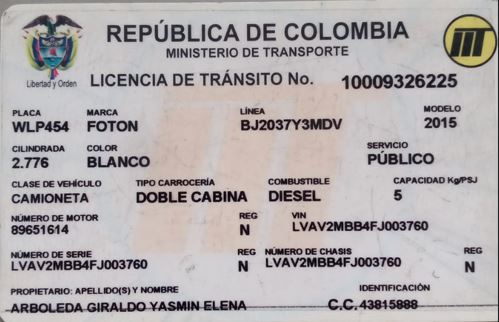 REPÚBLICA DE COLOMBIA
MINISTERIO DE TRANSPORTE
Libertad y Orden
LICENCIA DE TRÁNSITO No. 10009326225
PLACA MARCA LÍNEA MODELO
WLP454 FOTON BJ2037Y3MDV 2015
CILINDRADA COLOR SERVICIO
2.776 BLANCO PÚBLICO
CLASE DE VEHÍCULO TIPO CARROCERÍA COMBUSTIBLE CAPACIDAD Kg/PSJ
CAMIONETA DOBLE CABINA DIESEL 5
NÚMERO DE MOTOR REG VIN
89651614 N LVAV2MBB4FJ003760
NÚMERO DE SERIE REG NÚMERO DE CHASIS REG
LVAV2MBB4FJ003760 N LVAV2MBB4FJ003760 N
PROPIETARIO: APELLIDO(S) Y NOMBRE IDENTIFICACIÓN
ARBOLEDA GIRALDO YASMIN ELENA C.C. 43815888